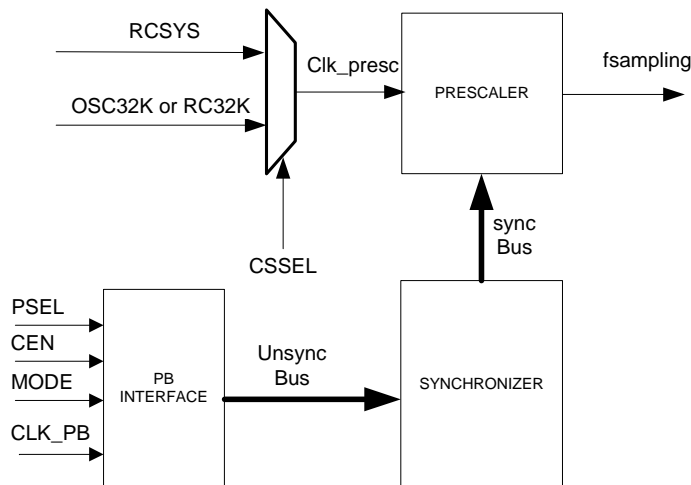 RCSYS
OSC32K or RC32K
Clk_presc
PRESCALER
fsampling
CSSEL
sync
Bus
PSEL
CEN
MODE
CLK_PB
PB
INTERFACE
Unsync
Bus
SYNCHRONIZER